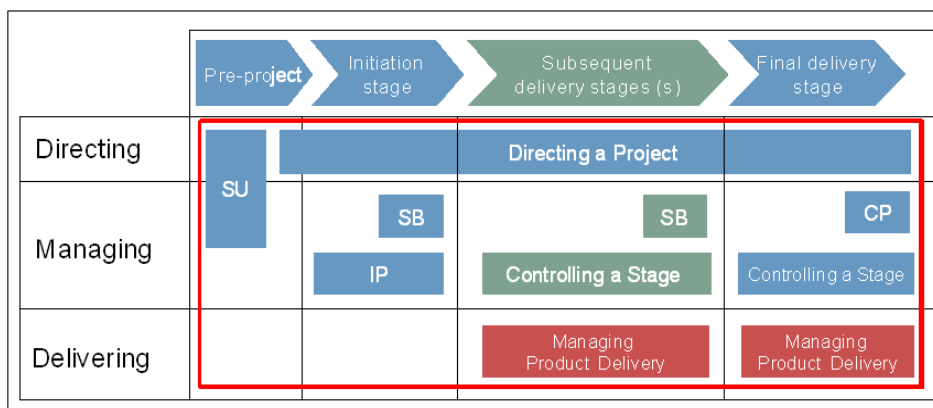 Pre-project
Initiation
stage
Subsequent
delivery stages (s)
Final delivery
stage
Directing
SU
Directing a Project
Managing
SB
SB
CP
IP
Controlling a Stage
Controlling a Stage
Delivering
Managing
Product Delivery
Managing
Product Delivery